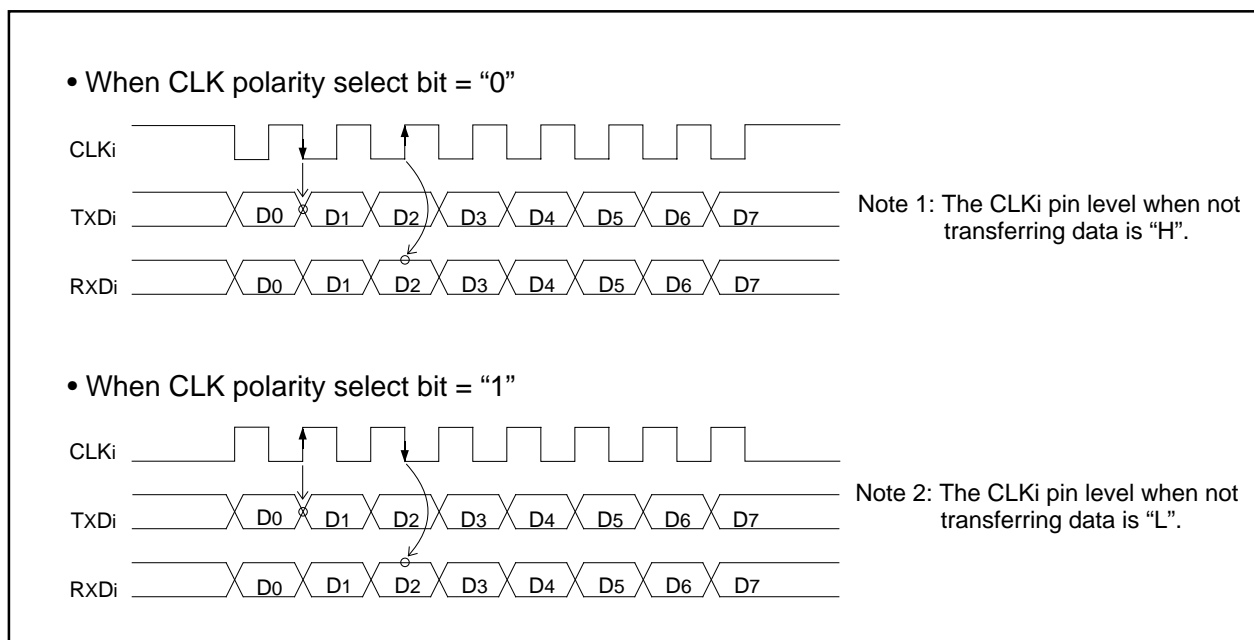 • When CLK polarity select bit = “0”
CLKi
TXDi
D0 D1 D2 D3 D4 D5 D6 D7
RXDi
D0 D1 D2 D3 D4 D5 D6 D7
Note 1: The CLKi pin level when not
transferring data is “H”.
• When CLK polarity select bit = “1”
CLKi
TXDi
D0 D1 D2 D3 D4 D5 D6 D7
RXDi
D0 D1 D2 D3 D4 D5 D6 D7
Note 2: The CLKi pin level when not
transferring data is “L”.